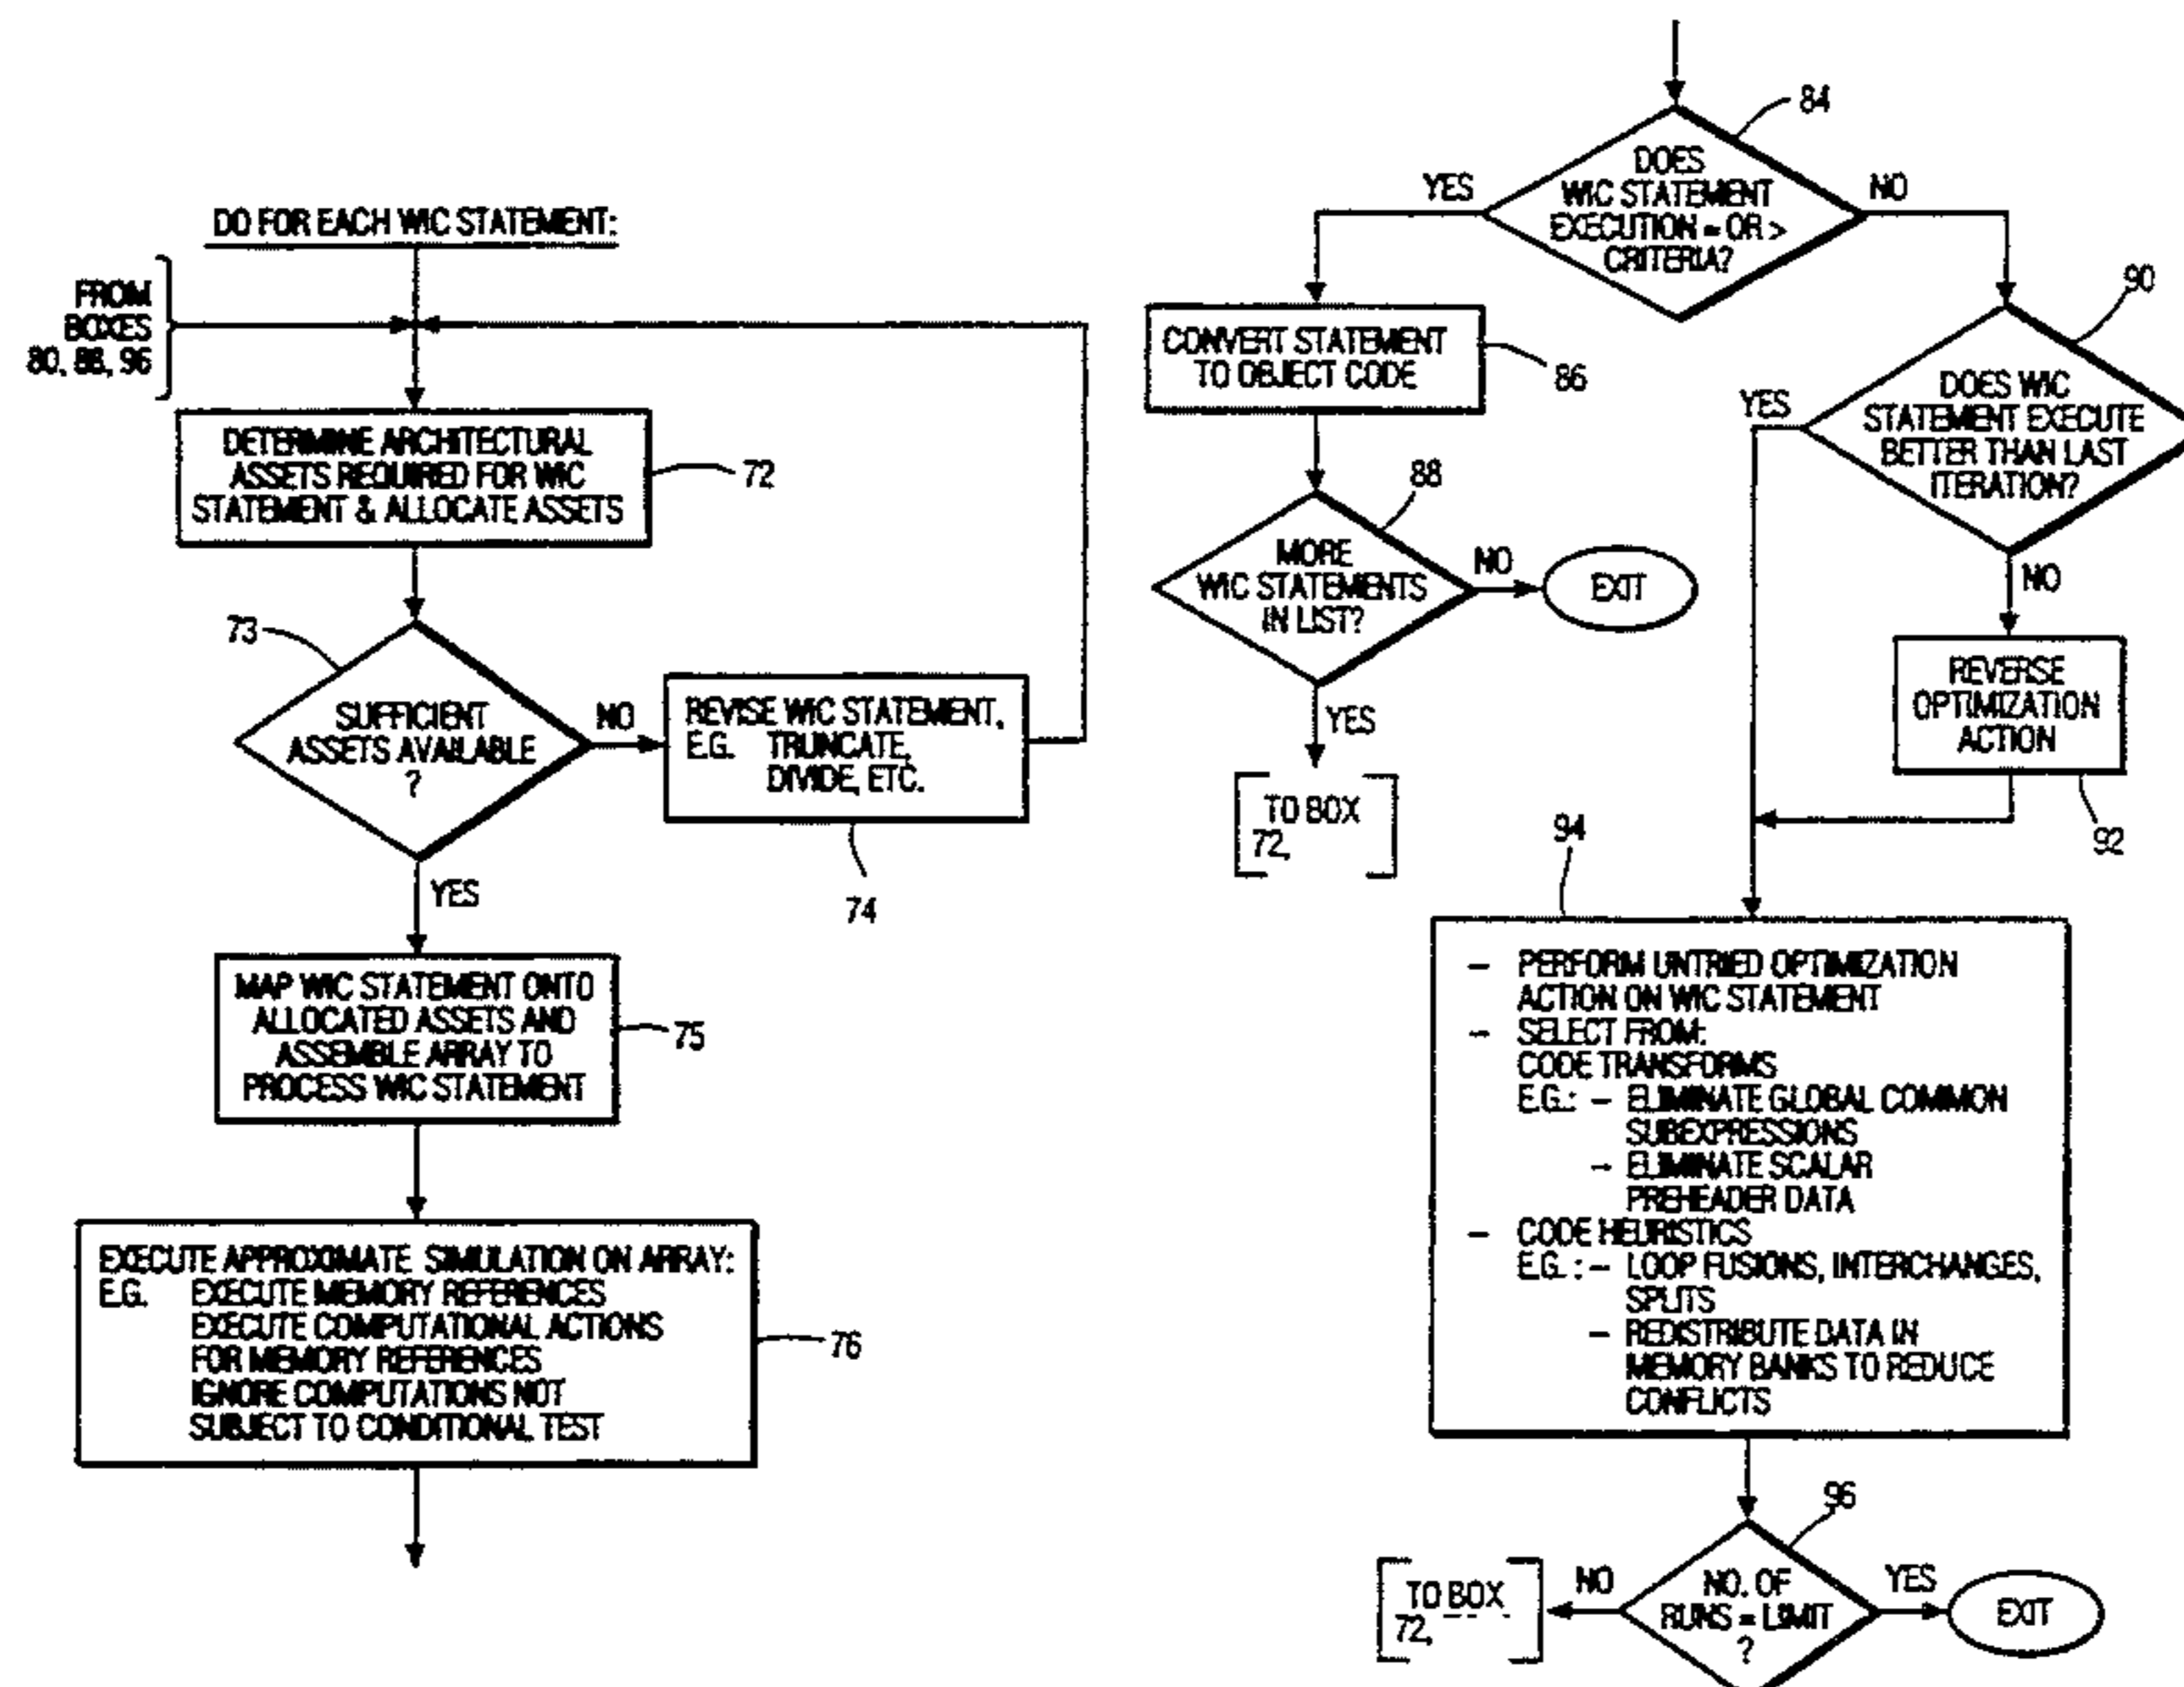 DO FOR EACH WIC STATEMENT:
FROM
BOXES
80, 88, 96
DETERMINE ARCHITECTURAL
ASSETS REQUIRED FOR WIC
STATEMENT & ALLOCATE ASSETS
72
73
SUFFICIENT
ASSETS AVAILABLE
?
NO
REVISE WIC STATEMENT,
E.G. TRUNCATE,
DIVIDE, ETC.
74
YES
MAP WIC STATEMENT ONTO
ALLOCATED ASSETS AND
ASSEMBLE ARRAY TO
PROCESS WIC STATEMENT
75
EXECUTE APPROXIMATE SIMULATION ON ARRAY:
E.G. EXECUTE MEMORY REFERENCES
EXECUTE COMPUTATIONAL ACTIONS
FOR MEMORY REFERENCES
IGNORE COMPUTATIONS NOT
SUBJECT TO CONDITIONAL TEST
76
84
DOES
WIC STATEMENT
EXECUTION = OR >
CRITERIA?
YES
NO
CONVERT STATEMENT
TO OBJECT CODE
86
88
MORE
WIC STATEMENTS
IN LIST?
NO
EXIT
YES
TO BOX
72,
90
DOES WIC
STATEMENT EXECUTE
BETTER THAN LAST
ITERATION?
YES
NO
REVERSE
OPTIMIZATION
ACTION
92
94
- PERFORM UNTRIED OPTIMIZATION
ACTION ON WIC STATEMENT
- SELECT FROM:
CODE TRANSFORMS
E.G.: - ELIMINATE GLOBAL COMMON
SUBEXPRESSIONS
- ELIMINATE SCALAR
PREHEADER DATA
- CODE HEURISTICS
E.G.: - LOOP FUSIONS, INTERCHANGES,
SPLITS
- REDISTRIBUTE DATA IN
MEMORY BANKS TO REDUCE
CONFLICTS
96
NO. OF
RUNS = LIMIT
?
NO
TO BOX
72,
YES
EXIT